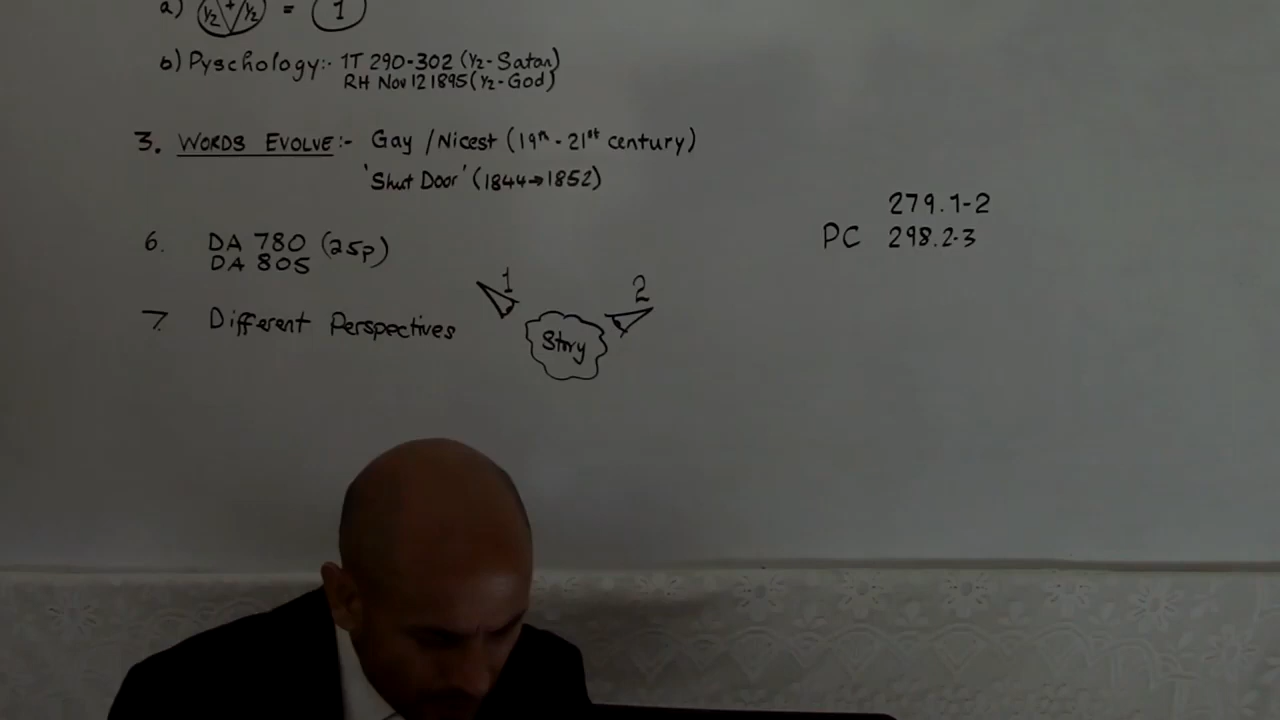 a) 1/2 + 1/2 = 1
b) Pyschology:- 1T 290-302 (1/2-Satan)
RH Nov 12 1895 (1/2-God)
3. WORDS EVOLVE:- Gay / Nicest (19th - 21st century)
'Shut Door' (1844→1852)
279.1-2
PC 298.2-3
6. DA 780 (25p)
DA 805
7. Different Perspectives
1 2
Story